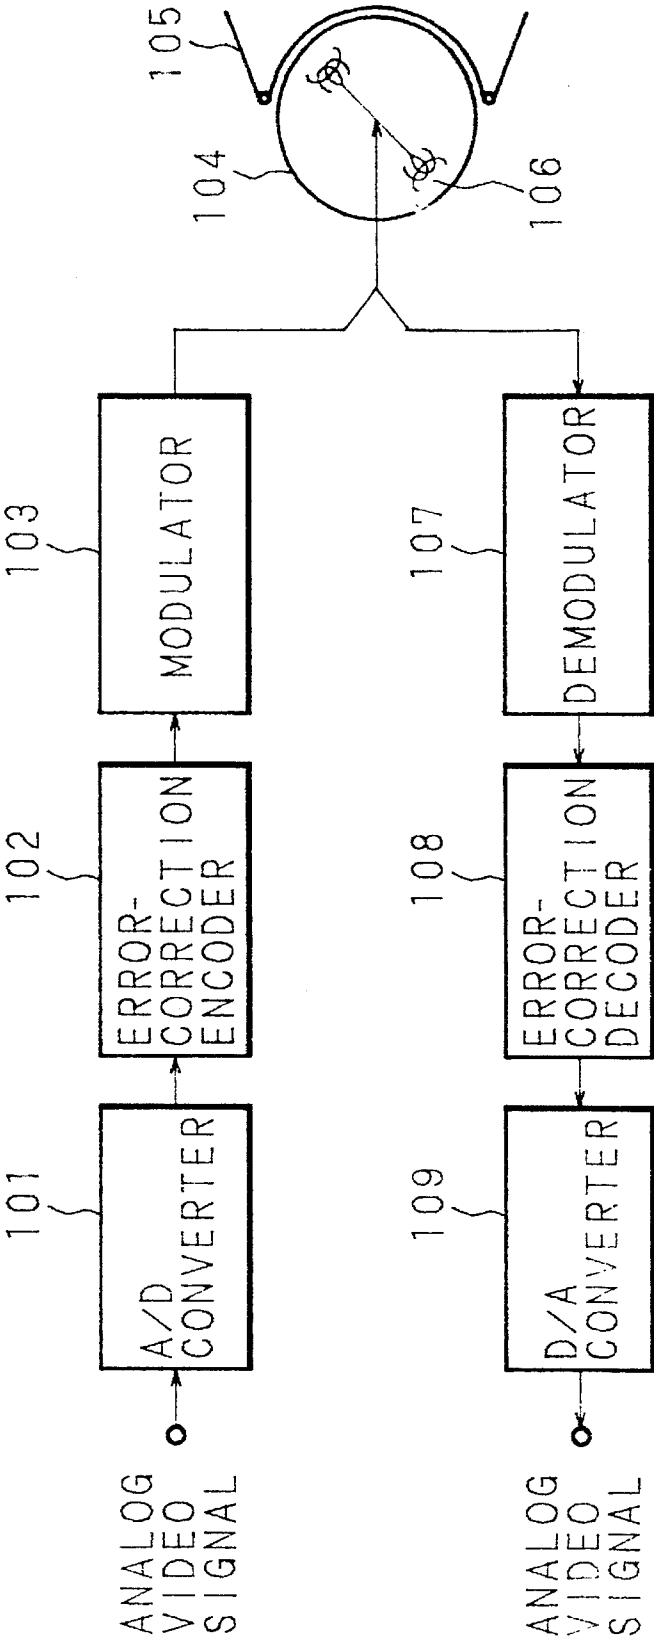 ANALOG
VIDEO
SIGNAL
101
A/D
CONVERTER
102
ERROR-
CORRECTION
ENCODER
103
MODULATOR
104
105
106
107
DEMODULATOR
108
ERROR-
CORRECTION
DECODER
109
D/A
CONVERTER
ANALOG
VIDEO
SIGNAL